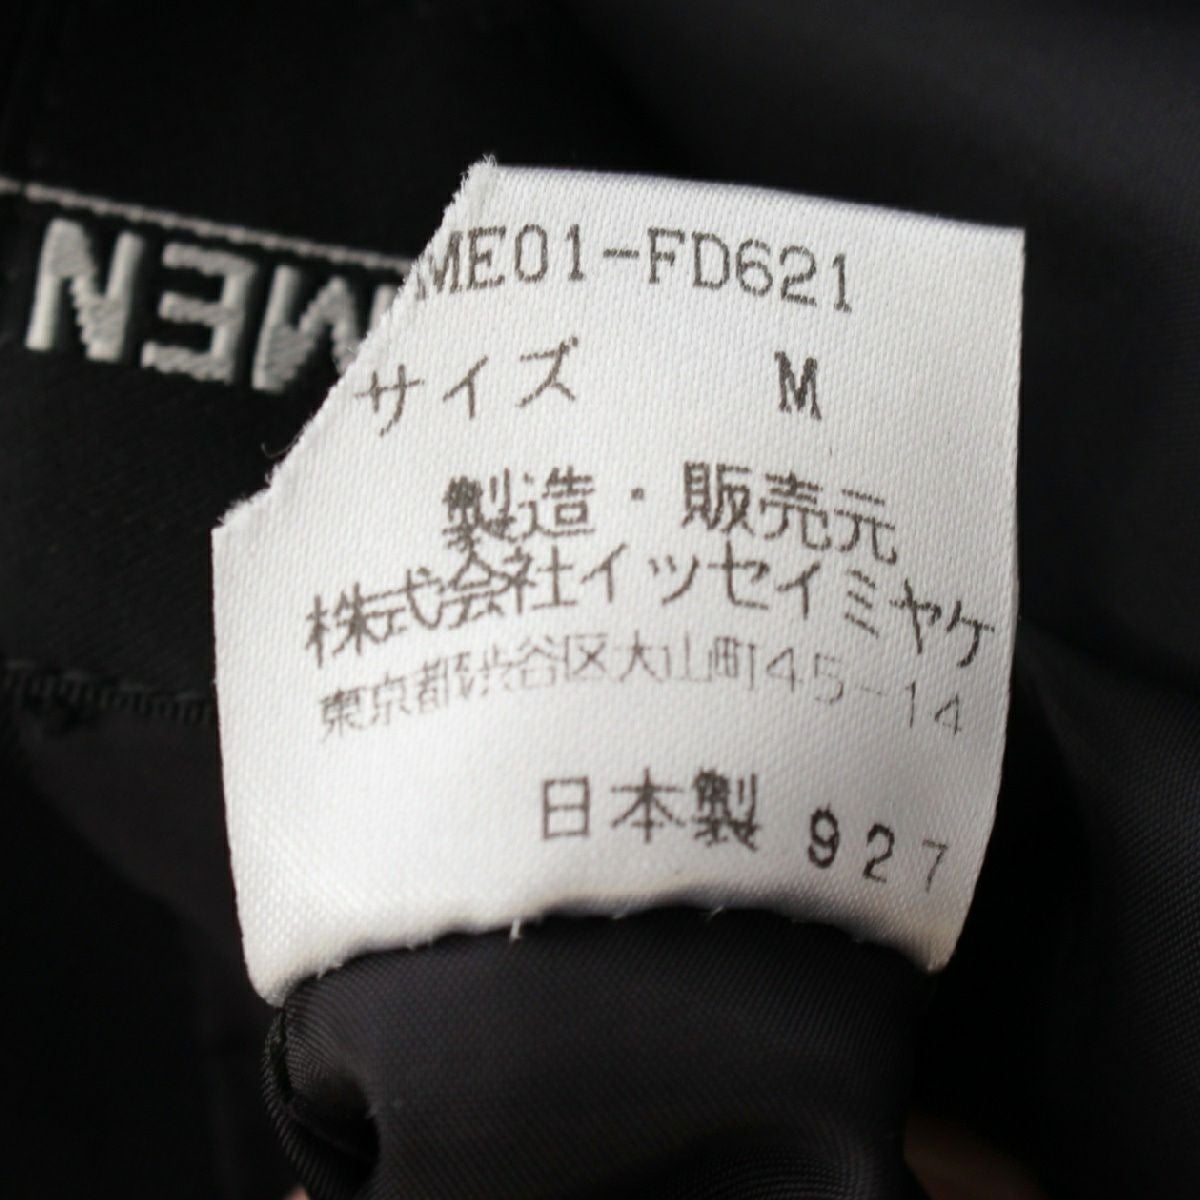 ME01-FD621
サイズ M
製造・販売元
株式会社イッセイミヤケ
東京都渋谷区大山町45-14
日本製 927
MEN